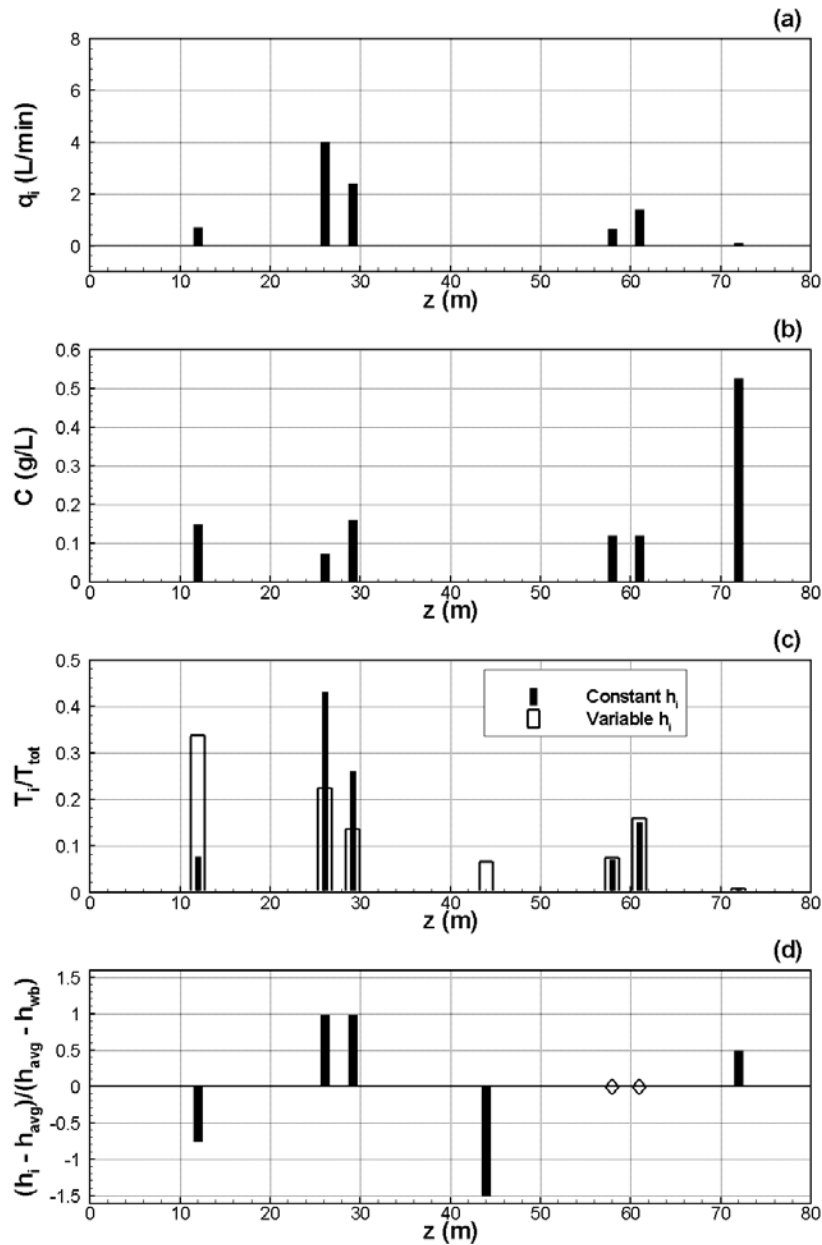 (a)
8
6
4
2
0
q_i (L/min)
0 10 20 30 40 50 60 70 80
z (m)
(b)
0.6
0.5
0.4
0.3
0.2
0.1
0
C (g/L)
0 10 20 30 40 50 60 70 80
z (m)
(c)
0.5
0.4
0.3
0.2
0.1
0
T_i/T_tot
Constant h_i
Variable h_i
0 10 20 30 40 50 60 70 80
z (m)
(d)
1.5
1
0.5
0
-0.5
-1
-1.5
(h_i - h_avg)/(h_avg - h_wb)
0 10 20 30 40 50 60 70 80
z (m)